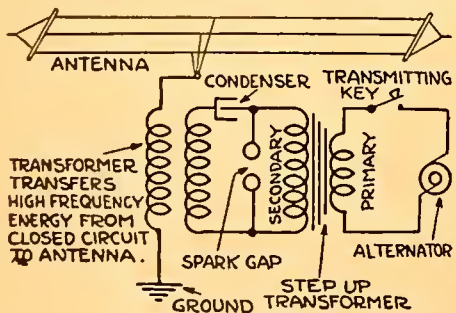 ANTENNA
CONDENSER
TRANSMITTING
KEY
TRANSFORMER
TRANSFERS
HIGH FREQUENCY
ENERGY FROM
CLOSED CIRCUIT
TO ANTENNA.
SPARK GAP
SECONDARY
PRIMARY
ALTERNATOR
GROUND
STEP UP
TRANSFORMER